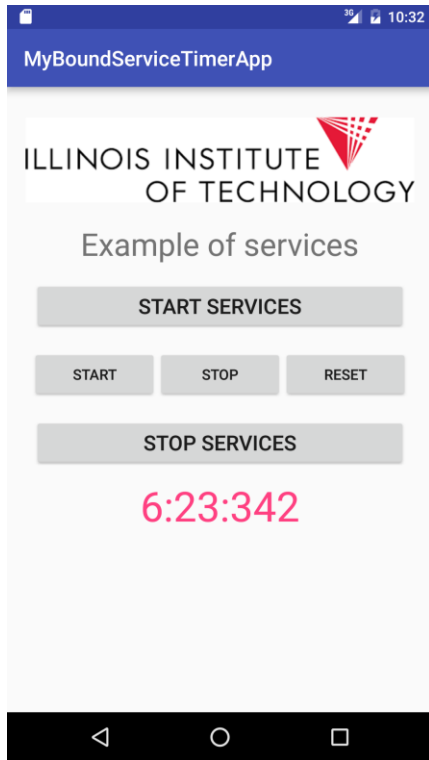 3G 10:32
MyBoundServiceTimerApp
ILLINOIS INSTITUTE
OF TECHNOLOGY
Example of services
START SERVICES
START STOP RESET
STOP SERVICES
6:23:342